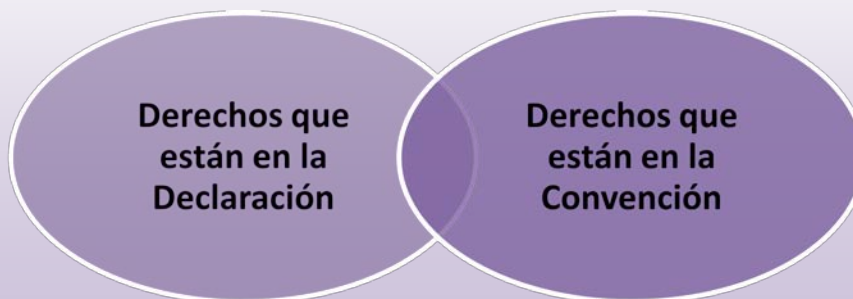 Derechos que
están en la
Declaración
Derechos que
están en la
Convención